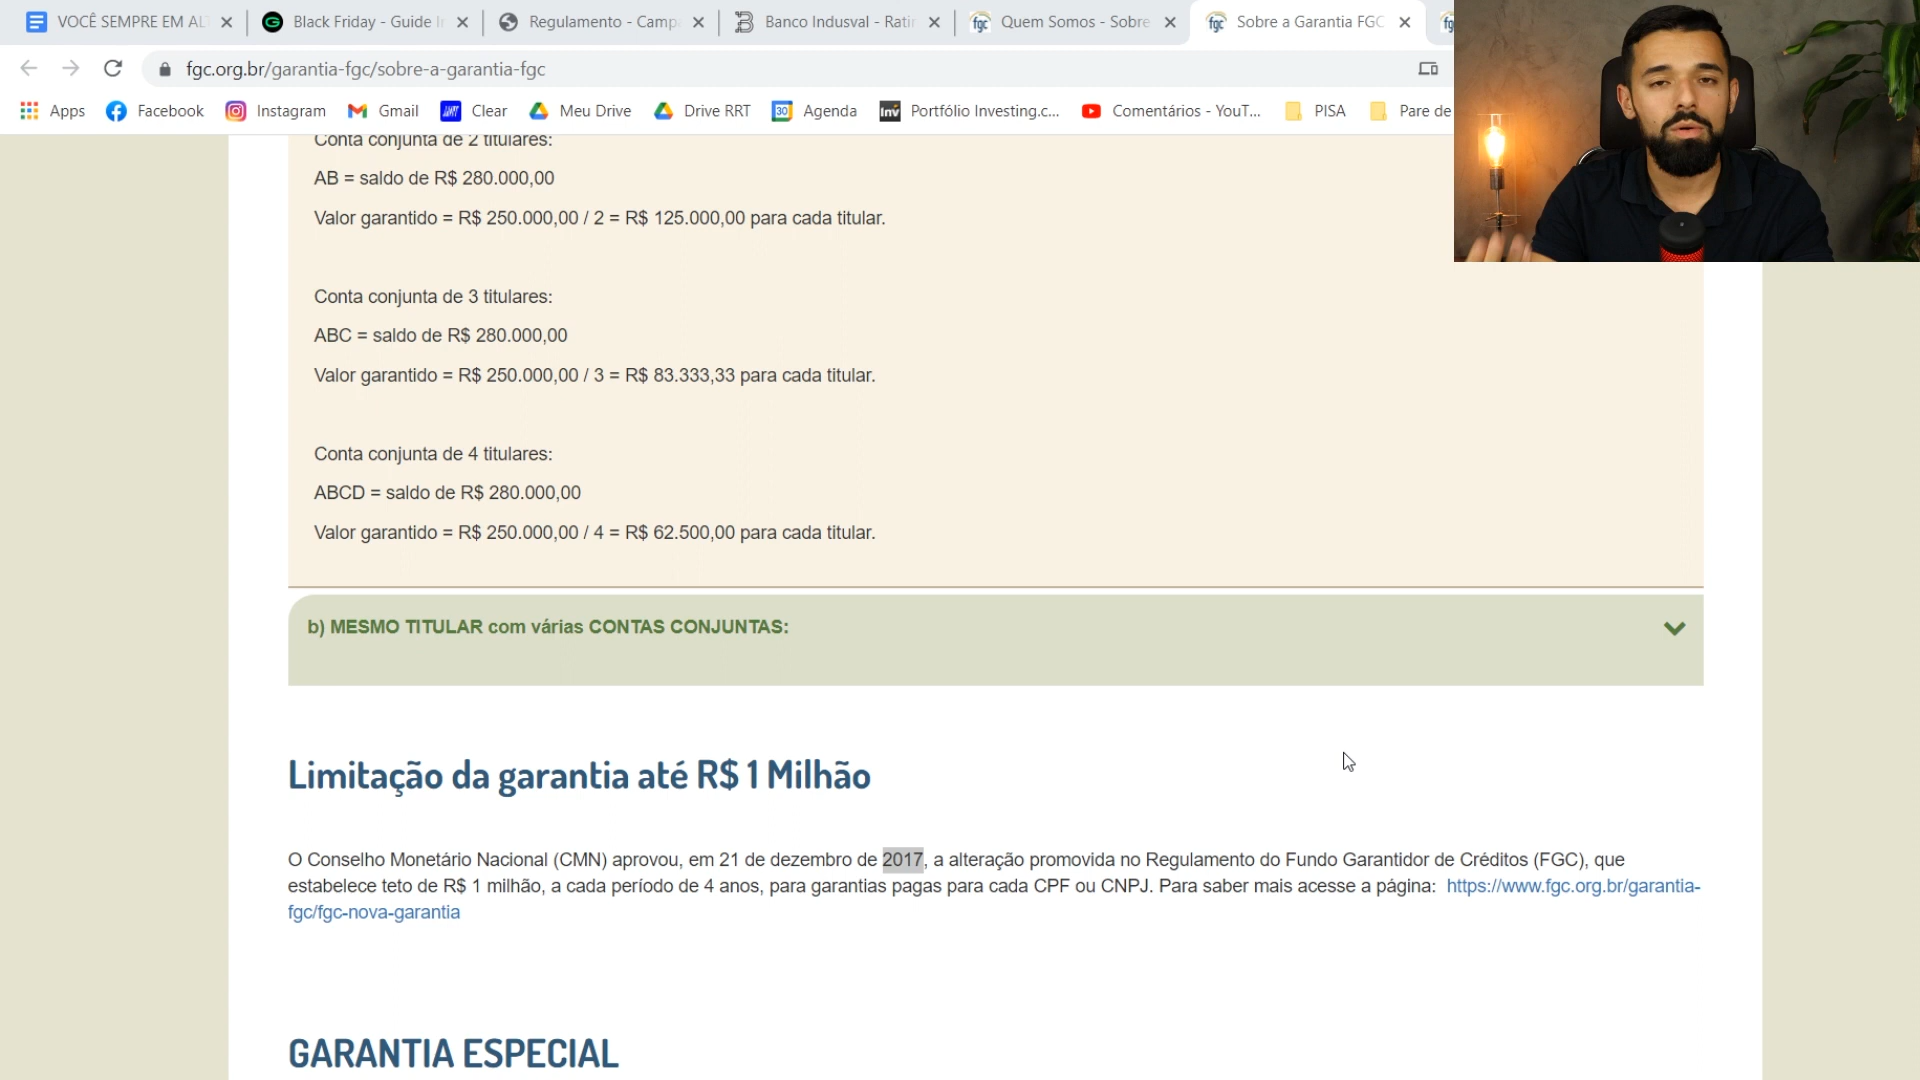 VOCÊ SEMPRE EM AL
Black Friday - Guide In
Regulamento - Campa
Banco Indusval - Ratin
Quem Somos - Sobre
Sobre a Garantia FGC
fgc.org.br/garantia-fgc/sobre-a-garantia-fgc
Apps
Facebook
Instagram
Gmail
Clear
Meu Drive
Drive RRT
Agenda
Portfólio Investing.c...
Comentários - YouT...
PISA
Pare de
Conta conjunta de 2 titulares:
AB = saldo de R$ 280.000,00
Valor garantido = R$ 250.000,00 / 2 = R$ 125.000,00 para cada titular.
Conta conjunta de 3 titulares:
ABC = saldo de R$ 280.000,00
Valor garantido = R$ 250.000,00 / 3 = R$ 83.333,33 para cada titular.
Conta conjunta de 4 titulares:
ABCD = saldo de R$ 280.000,00
Valor garantido = R$ 250.000,00 / 4 = R$ 62.500,00 para cada titular.
b) MESMO TITULAR com várias CONTAS CONJUNTAS:
Limitação da garantia até R$ 1 Milhão
O Conselho Monetário Nacional (CMN) aprovou, em 21 de dezembro de 2017, a alteração promovida no Regulamento do Fundo Garantidor de Créditos (FGC), que
estabelece teto de R$ 1 milhão, a cada período de 4 anos, para garantias pagas para cada CPF ou CNPJ. Para saber mais acesse a página: https://www.fgc.org.br/garantia-
fgc/fgc-nova-garantia
GARANTIA ESPECIAL